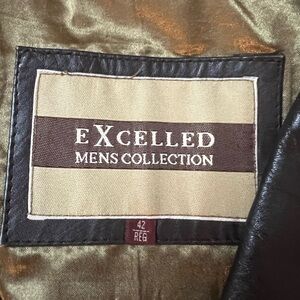 EXCELLED
MENS COLLECTION
42
REG